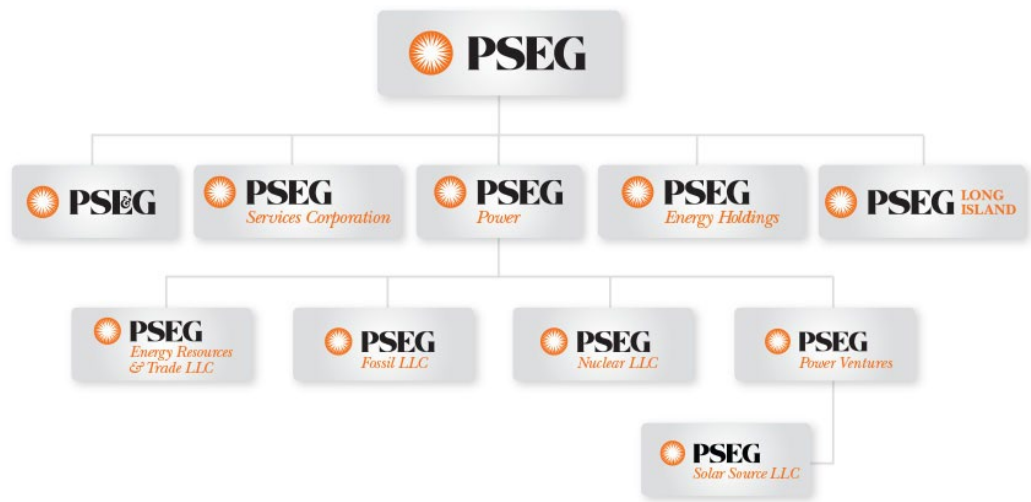 PSEG
PSE&G
PSEG
Services Corporation
PSEG
Power
PSEG
Energy Holdings
PSEG LONG
ISLAND
PSEG
Energy Resources
& Trade LLC
PSEG
Fossil LLC
PSEG
Nuclear LLC
PSEG
Power Ventures
PSEG
Solar Source LLC